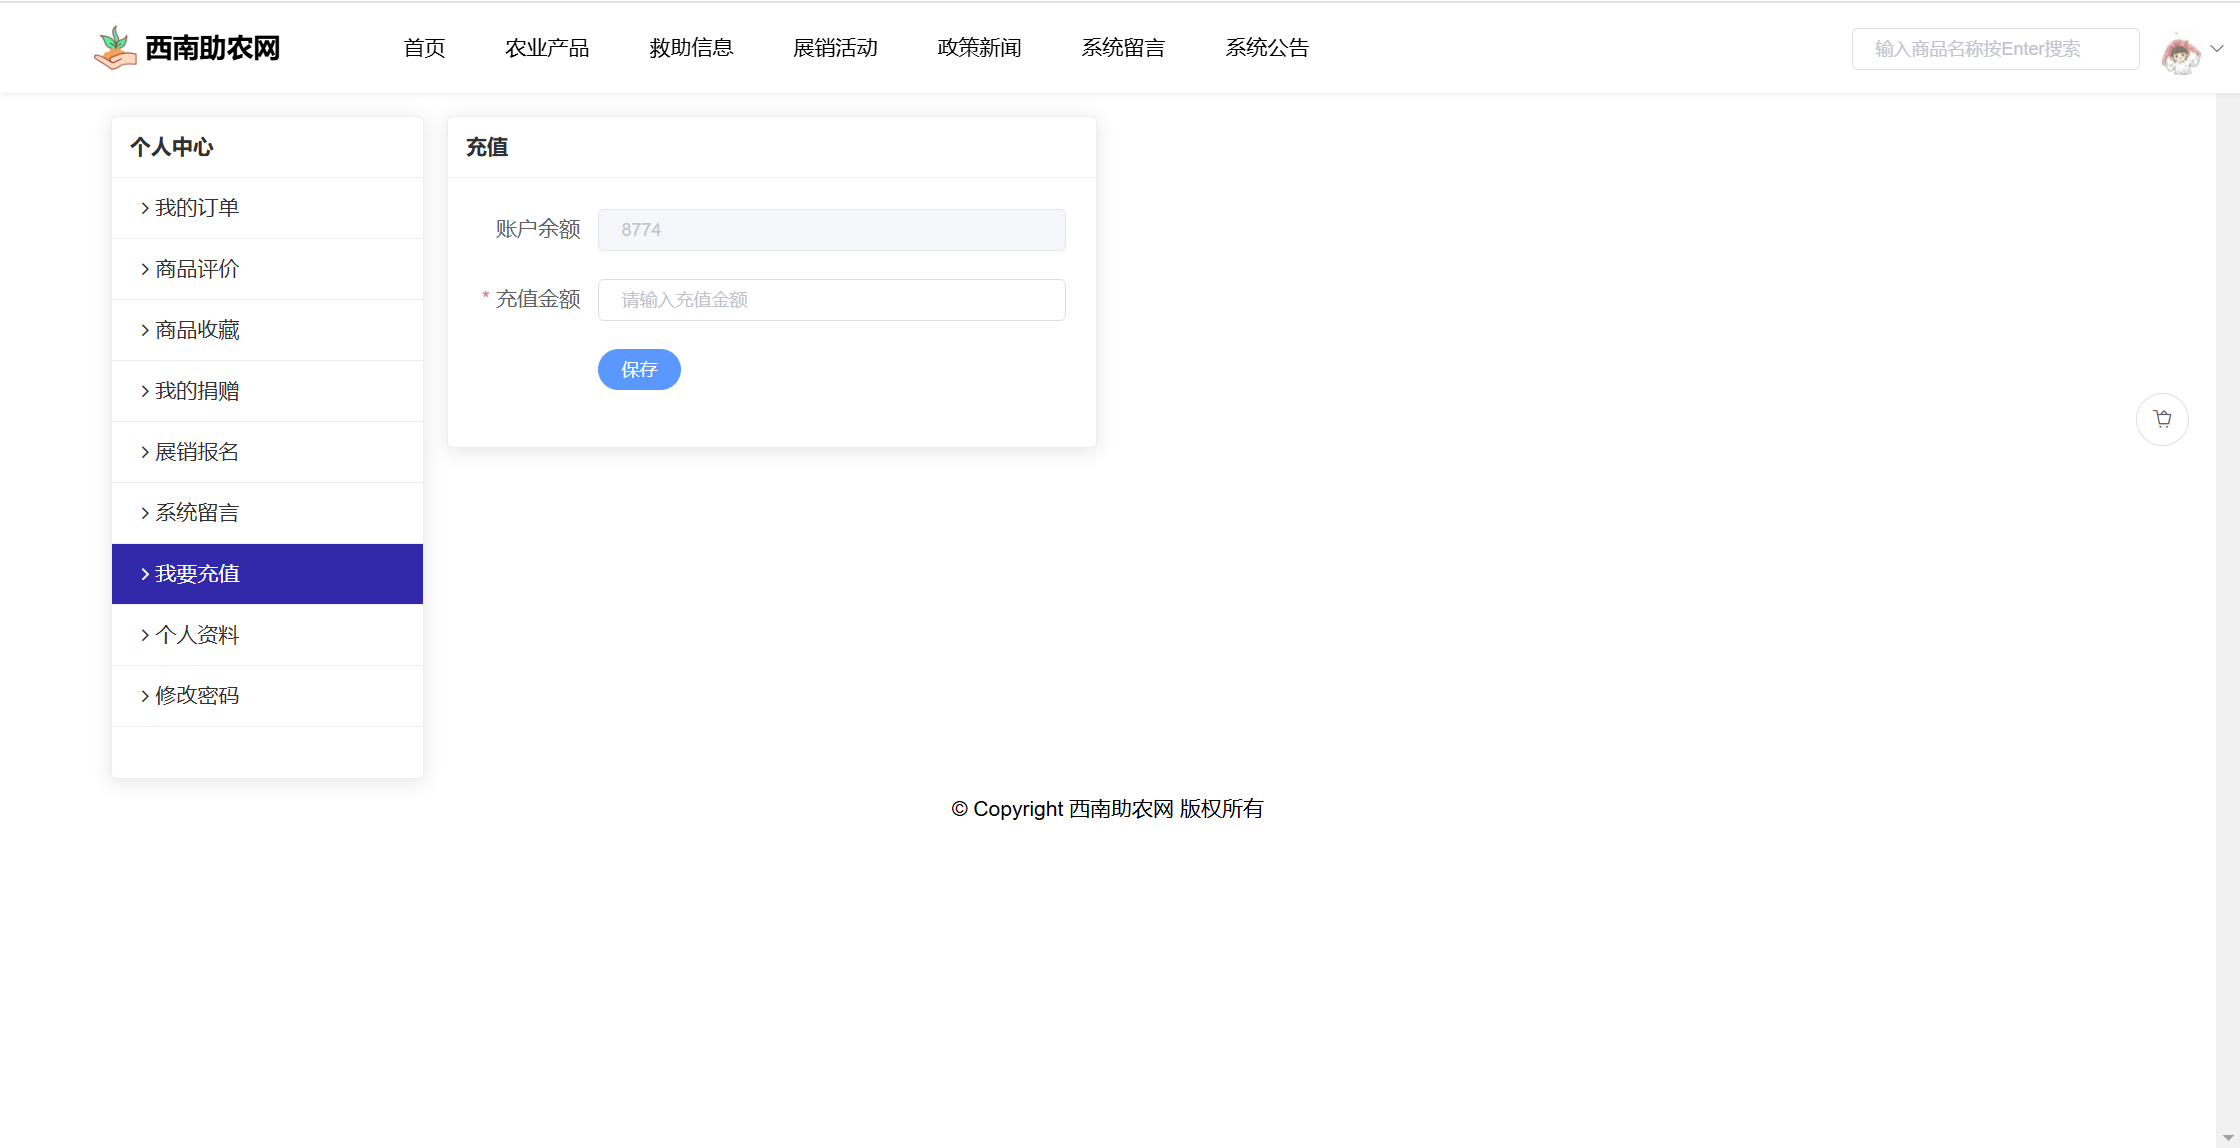 西南助农网
首页 农业产品 救助信息 展销活动 政策新闻 系统留言 系统公告
输入商品名称按Enter搜索
个人中心
我的订单
商品评价
商品收藏
我的捐赠
展销报名
系统留言
我要充值
个人资料
修改密码
充值
账户余额 8774
* 充值金额 请输入充值金额
保存
© Copyright 西南助农网 版权所有